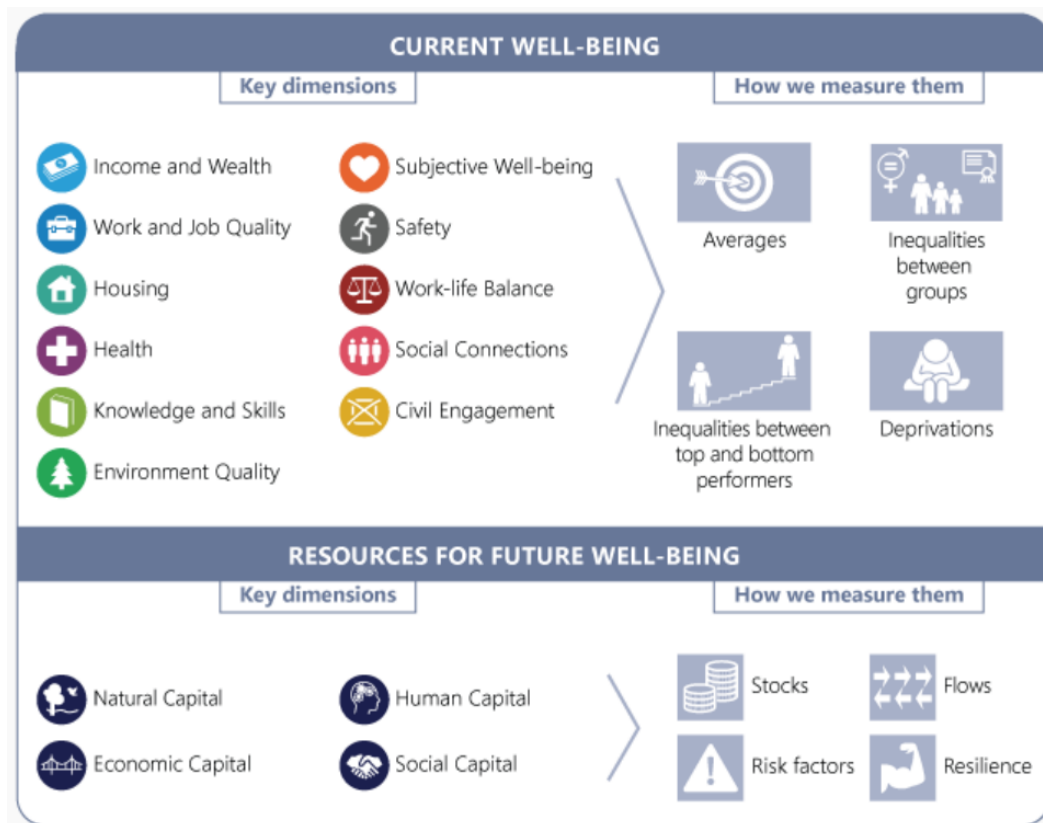 CURRENT WELL-BEING
Key dimensions
How we measure them
Income and Wealth
Work and Job Quality
Housing
Health
Knowledge and Skills
Environment Quality
Subjective Well-being
Safety
Work-life Balance
Social Connections
Civil Engagement
Averages
Inequalities
between
groups
Inequalities between
top and bottom
performers
Deprivations
RESOURCES FOR FUTURE WELL-BEING
Key dimensions
How we measure them
Natural Capital
Economic Capital
Human Capital
Social Capital
Stocks
Flows
Risk factors
Resilience